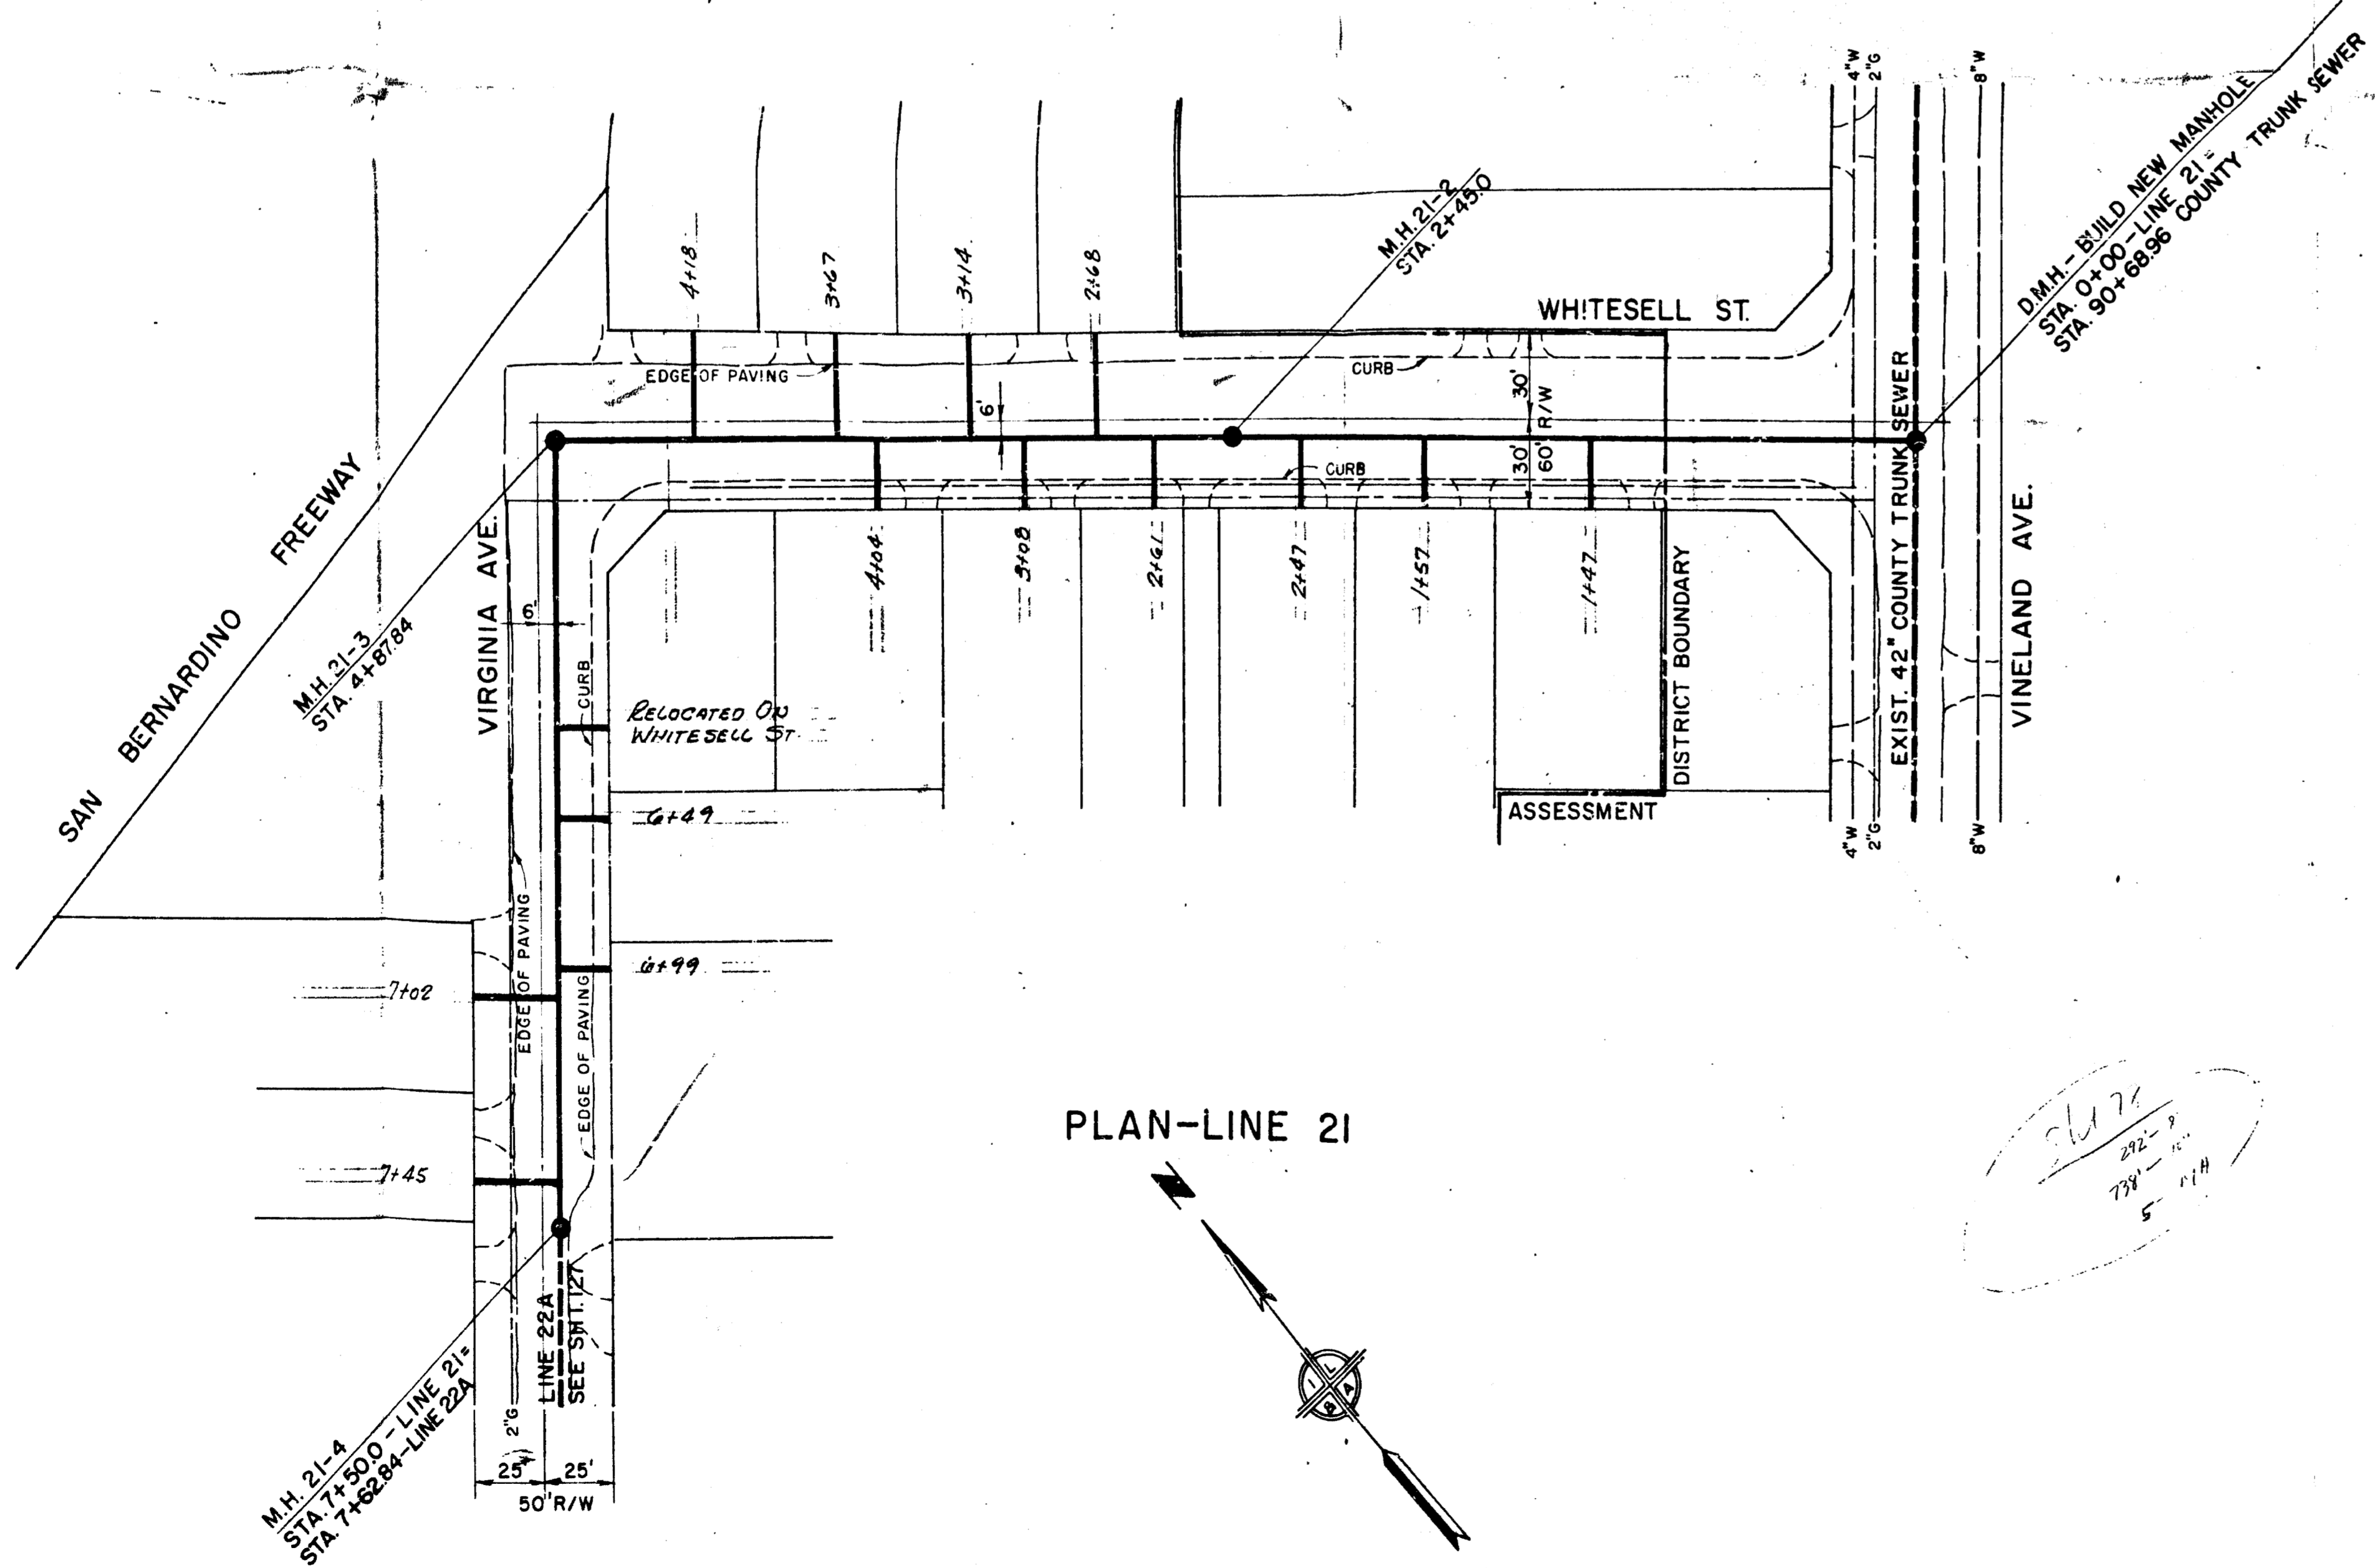 4"W
2"G
8"W
D.M.H. - BUILD NEW MANHOLE
STA. 0+00 - LINE 21 =
STA. 90+68.96 COUNTY TRUNK SEWER
M.H. 21-2
STA. 2+45.0
4+18
3+67
3+14
2+68
WHITESELL ST.
EDGE OF PAVING
CURB
6'
30'
30'
60' R/W
CURB
SAN BERNARDINO FREEWAY
M.H. 21-3
STA. 4+87.84
VIRGINIA AVE.
6'
CURB
RELOCATED ON
WHITESELL ST.
4+04
3+08
2+61
2+47
1+57
1+47
DISTRICT BOUNDARY
ASSESSMENT
EXIST. 42" COUNTY TRUNK SEWER
VINELAND AVE.
4"W
2"G
8"W
6+49
6+99
EDGE OF PAVING
EDGE OF PAVING
7+02
7+45
PLAN-LINE 21
N
L
A
B
I
292'- 8
738'-
5-
LINE 22A
SEE SHT. 127
M.H. 21-4
STA. 7+50.0 - LINE 21=
STA. 7+62.84-LINE 22A
2"G
25'
25'
50' R/W